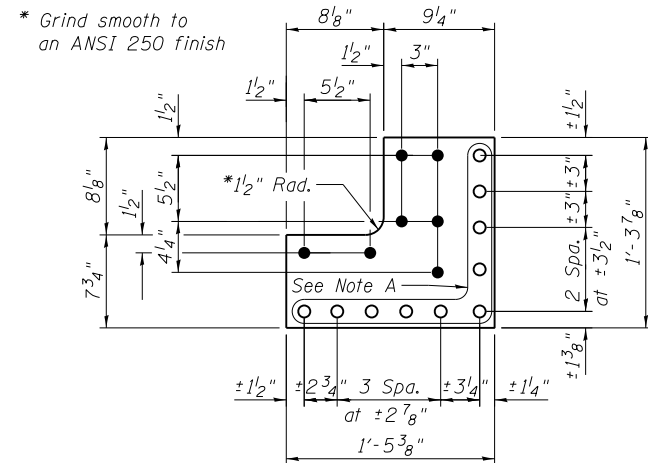 * Grind smooth to
an ANSI 250 finish
8 1/8"
9 1/4"
1 1/2"
3"
1 1/2"
5 1/2"
1 1/2"
±1 1/2"
8 1/8"
1 1/2"
5 1/2"
*1 1/2" Rad.
±3"
±3"
1'-3 7/8"
4 1/4"
7 3/4"
See Note A
2 Spa.
at ±3 1/2"
±1 3/8"
±1 1/2"
±2 3/4"
3 Spa.
at ±2 7/8"
±3 1/4"
±1 1/4"
1'-5 3/8"